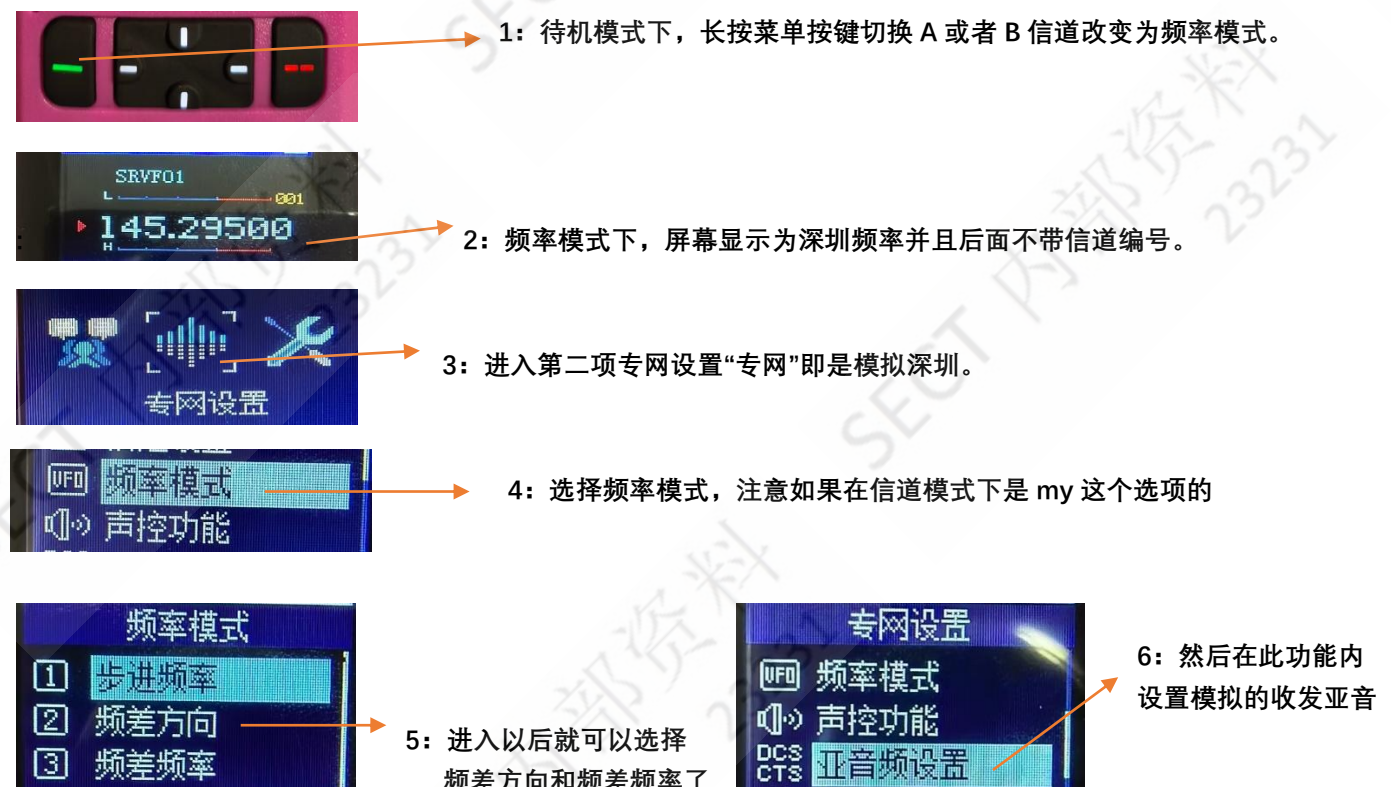 1：待机模式下，长按菜单按键切换 A 或者 B 信道改变为频率模式。
SRVFO1
L
001
145.29500
H
2：频率模式下，屏幕显示为深圳频率并且后面不带信道编号。
专网设置
3：进入第二项专网设置“专网”即是模拟深圳。
VFO 频率模式
声控功能
4：选择频率模式，注意如果在信道模式下是 my 这个选项的
频率模式
1 步进频率
2 频差方向
3 频差频率
5：进入以后就可以选择
频差方向和频差频率了
专网设置
VFO 频率模式
声控功能
DCS
CTS 亚音频设置
6：然后在此功能内
设置模拟的收发亚音
SECT 内部资料
23231